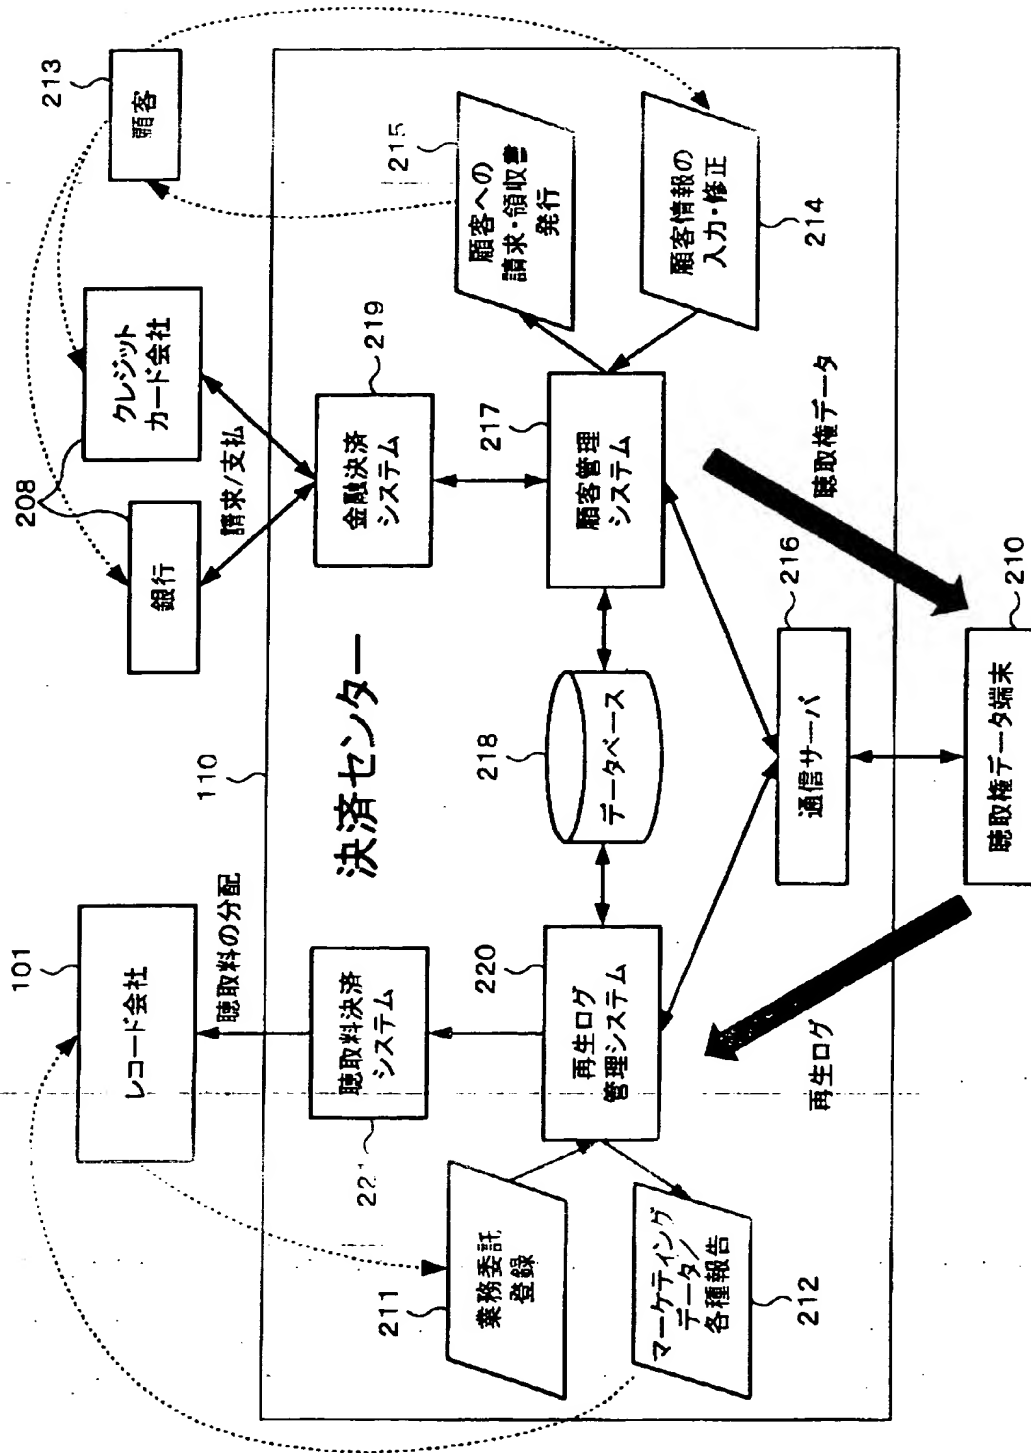 101
レコード会社
聴取料の分配
208
銀行
クレジット
カード会社
請求/支払
213
顧客
110
決済センター
聴取料決済
システム
金融決済
システム
219
211
業務委託
登録
220
再生ログ
管理システム
218
データベース
217
顧客管理
システム
215
顧客への
請求・領収書
発行
マーケティング
データ/
各種報告
212
顧客情報の
入力・修正
214
再生ログ
通信サーバ
216
聴取権データ
聴取権データ端末
210